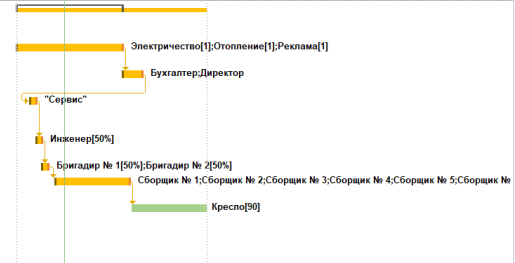 Электричество[1];Отопление[1];Реклама[1]
Бухгалтер;Директор
"Сервис"
Инженер[50%]
Бригадир № 1[50%];Бригадир № 2[50%]
Сборщик № 1;Сборщик № 2;Сборщик № 3;Сборщик № 4;Сборщик № 5;Сборщик №
Кресло[90]